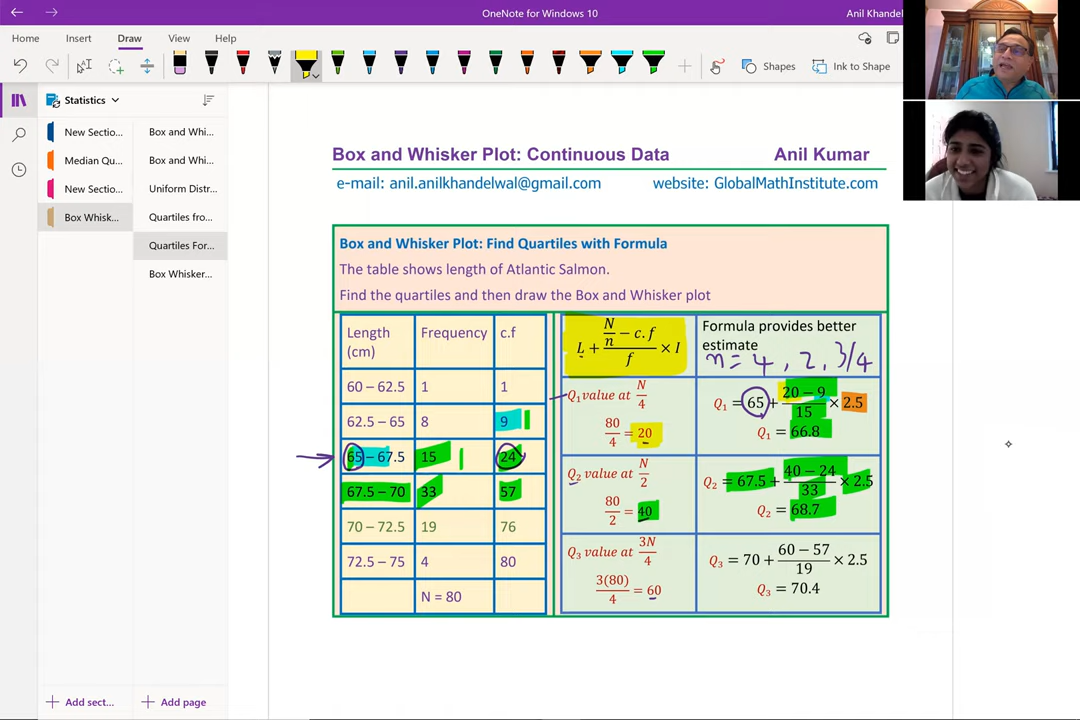 OneNote for Windows 10
Anil Khandel
Home Insert Draw View Help
Shapes
Ink to Shape
Statistics
New Sectio...
Median Qu...
New Sectio...
Box Whisk...
Box and Whi...
Box and Whi...
Uniform Distr...
Quartiles fro...
Quartiles For...
Box Whisker...
Add sect...
Add page
Box and Whisker Plot: Continuous Data Anil Kumar
e-mail: anil.anilkhandelwal@gmail.com website: GlobalMathInstitute.com
Box and Whisker Plot: Find Quartiles with Formula
The table shows length of Atlantic Salmon.
Find the quartiles and then draw the Box and Whisker plot
Length (cm) Frequency c.f
60 – 62.5 1 1
62.5 – 65 8 9
65 – 67.5 15 24
67.5 – 70 33 57
70 – 72.5 19 76
72.5 – 75 4 80
N = 80
L + (N/n − c.f)/f × I
Formula provides better
estimate
n = 4, 2, 3/4
Q₁ value at N/4
80/4 = 20
Q₁ = 65 + (20 − 9)/15 × 2.5
Q₁ = 66.8
Q₂ value at N/2
80/2 = 40
Q₂ = 67.5 + (40 − 24)/33 × 2.5
Q₂ = 68.7
Q₃ value at 3N/4
3(80)/4 = 60
Q₃ = 70 + (60 − 57)/19 × 2.5
Q₃ = 70.4